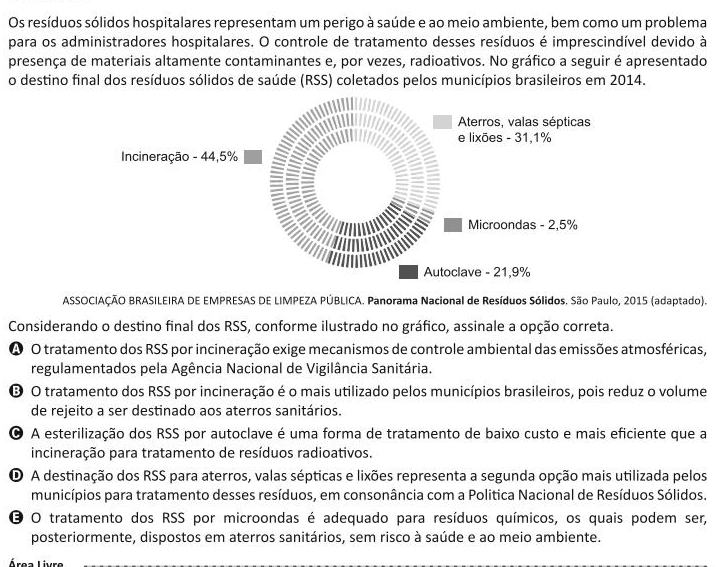 Os resíduos sólidos hospitalares representam um perigo à saúde e ao meio ambiente, bem como um problema
para os administradores hospitalares. O controle de tratamento desses resíduos é imprescindível devido à
presença de materiais altamente contaminantes e, por vezes, radioativos. No gráfico a seguir é apresentado
o destino final dos resíduos sólidos de saúde (RSS) coletados pelos municípios brasileiros em 2014.
Aterros, valas sépticas
e lixões - 31,1%
Incineração - 44,5%
Microondas - 2,5%
Autoclave - 21,9%
ASSOCIAÇÃO BRASILEIRA DE EMPRESAS DE LIMPEZA PÚBLICA. Panorama Nacional de Resíduos Sólidos. São Paulo, 2015 (adaptado).
Considerando o destino final dos RSS, conforme ilustrado no gráfico, assinale a opção correta.
A O tratamento dos RSS por incineração exige mecanismos de controle ambiental das emissões atmosféricas,
regulamentados pela Agência Nacional de Vigilância Sanitária.
B O tratamento dos RSS por incineração é o mais utilizado pelos municípios brasileiros, pois reduz o volume
de rejeito a ser destinado aos aterros sanitários.
C A esterilização dos RSS por autoclave é uma forma de tratamento de baixo custo e mais eficiente que a
incineração para tratamento de resíduos radioativos.
D A destinação dos RSS para aterros, valas sépticas e lixões representa a segunda opção mais utilizada pelos
municípios para tratamento desses resíduos, em consonância com a Politica Nacional de Resíduos Sólidos.
E O tratamento dos RSS por microondas é adequado para resíduos químicos, os quais podem ser,
posteriormente, dispostos em aterros sanitários, sem risco à saúde e ao meio ambiente.
Área Livre